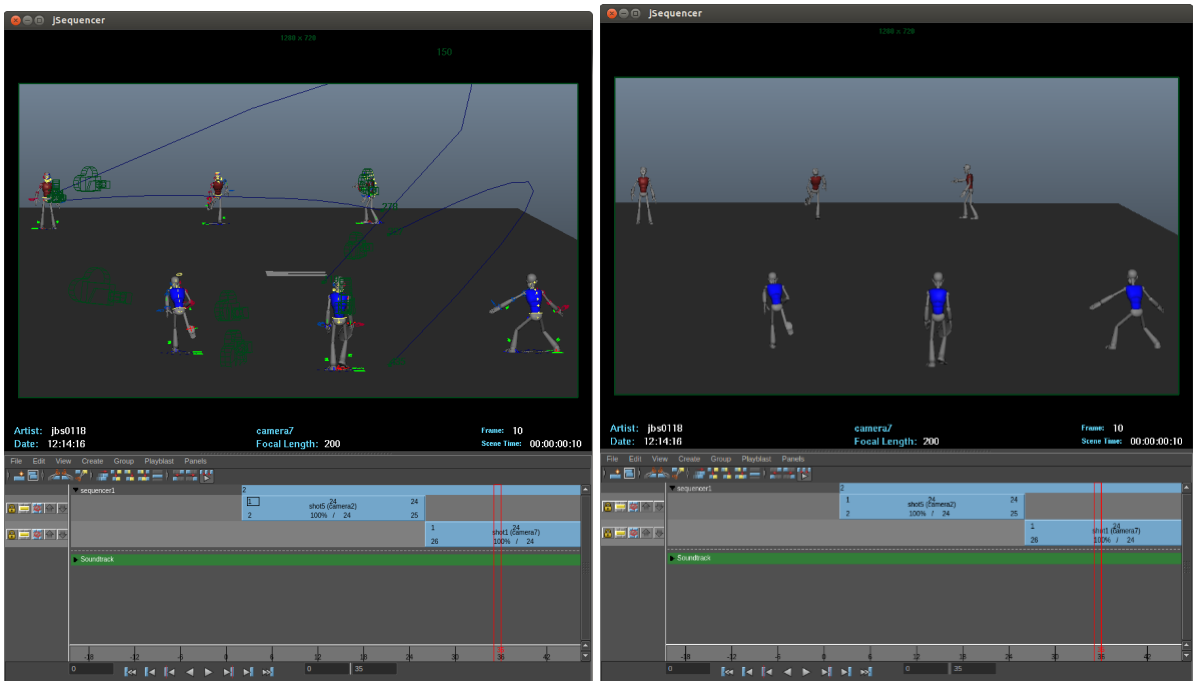 jSequencer
1280 x 720
150
270
Artist: jbs0118
camera7
Frame: 10
Date: 12:14:16
Focal Length: 200
Scene Time: 00:00:00:10
File Edit View Create Group Playblast Panels
sequencer1
2
1 24 24
shot5 (camera2)
2 100% / 24 25
1 24
shot1 (camera7)
26 100% / 24
Soundtrack
-18 -12 -6 0 6 12 18 24 30 36 42
0 0 35
jSequencer
1280 x 720
Artist: jbs0118
camera7
Frame: 10
Date: 12:14:16
Focal Length: 200
Scene Time: 00:00:00:10
File Edit View Create Group Playblast Panels
sequencer1
2
1 24 24
shot5 (camera2)
2 100% / 24 25
1 24
shot1 (camera7)
26 100% / 24
Soundtrack
-18 -12 -6 0 6 12 18 24 30 36 42
0 0 35